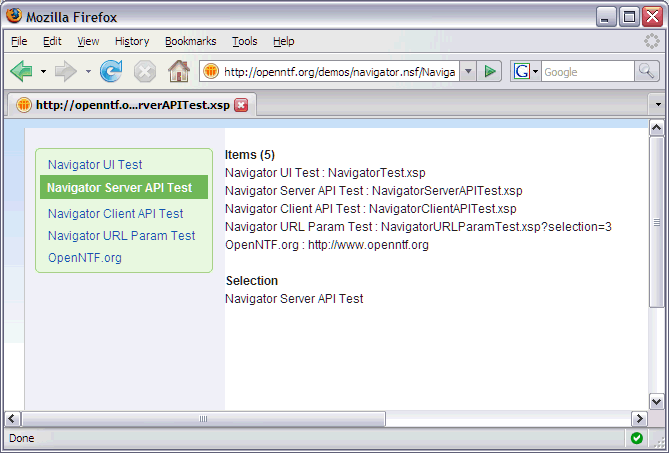 Mozilla Firefox
File Edit View History Bookmarks Tools Help
http://openntf.org/demos/navigator.nsf/Naviga
G Google
http://openntf.o...rverAPITest.xsp
Navigator UI Test
Navigator Server API Test
Navigator Client API Test
Navigator URL Param Test
OpenNTF.org
Items (5)
Navigator UI Test : NavigatorTest.xsp
Navigator Server API Test : NavigatorServerAPITest.xsp
Navigator Client API Test : NavigatorClientAPITest.xsp
Navigator URL Param Test : NavigatorURLParamTest.xsp?selection=3
OpenNTF.org : http://www.openntf.org
Selection
Navigator Server API Test
Done